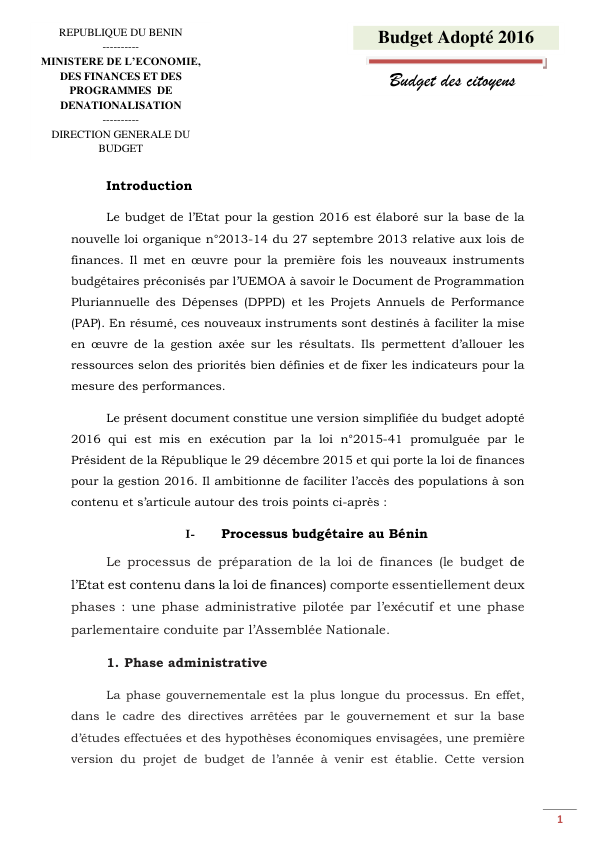 REPUBLIQUE DU BENIN
----------
MINISTERE DE L'ECONOMIE,
DES FINANCES ET DES
PROGRAMMES DE
DENATIONALISATION
----------
DIRECTION GENERALE DU
BUDGET
Budget Adopté 2016
Budget des citoyens
Introduction
Le budget de l'Etat pour la gestion 2016 est élaboré sur la base de la
nouvelle loi organique n°2013-14 du 27 septembre 2013 relative aux lois de
finances. Il met en œuvre pour la première fois les nouveaux instruments
budgétaires préconisés par l'UEMOA à savoir le Document de Programmation
Pluriannuelle des Dépenses (DPPD) et les Projets Annuels de Performance
(PAP). En résumé, ces nouveaux instruments sont destinés à faciliter la mise
en œuvre de la gestion axée sur les résultats. Ils permettent d'allouer les
ressources selon des priorités bien définies et de fixer les indicateurs pour la
mesure des performances.
Le présent document constitue une version simplifiée du budget adopté
2016 qui est mis en exécution par la loi n°2015-41 promulguée par le
Président de la République le 29 décembre 2015 et qui porte la loi de finances
pour la gestion 2016. Il ambitionne de faciliter l'accès des populations à son
contenu et s'articule autour des trois points ci-après :
I- Processus budgétaire au Bénin
Le processus de préparation de la loi de finances (le budget de
l'Etat est contenu dans la loi de finances) comporte essentiellement deux
phases : une phase administrative pilotée par l'exécutif et une phase
parlementaire conduite par l'Assemblée Nationale.
1. Phase administrative
La phase gouvernementale est la plus longue du processus. En effet,
dans le cadre des directives arrêtées par le gouvernement et sur la base
d'études effectuées et des hypothèses économiques envisagées, une première
version du projet de budget de l'année à venir est établie. Cette version
1